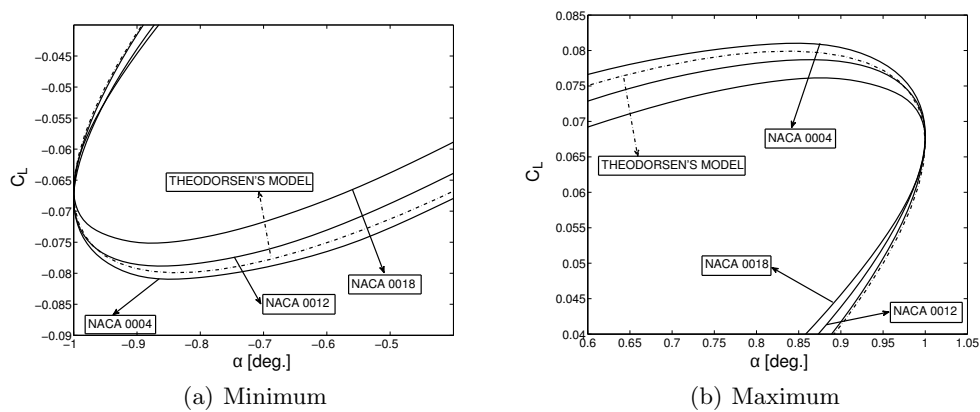 −0.045
−0.05
−0.055
−0.06
−0.065
−0.07
−0.075
−0.08
−0.085
−0.09
C_L
−1
−0.9
−0.8
−0.7
−0.6
−0.5
α [deg.]
THEODORSEN'S MODEL
NACA 0018
NACA 0012
NACA 0004
(a) Minimum
0.085
0.08
0.075
0.07
0.065
0.06
0.055
0.05
0.045
0.04
C_L
0.6
0.65
0.7
0.75
0.8
0.85
0.9
0.95
1
1.05
α [deg.]
NACA 0004
THEODORSEN'S MODEL
NACA 0018
NACA 0012
(b) Maximum